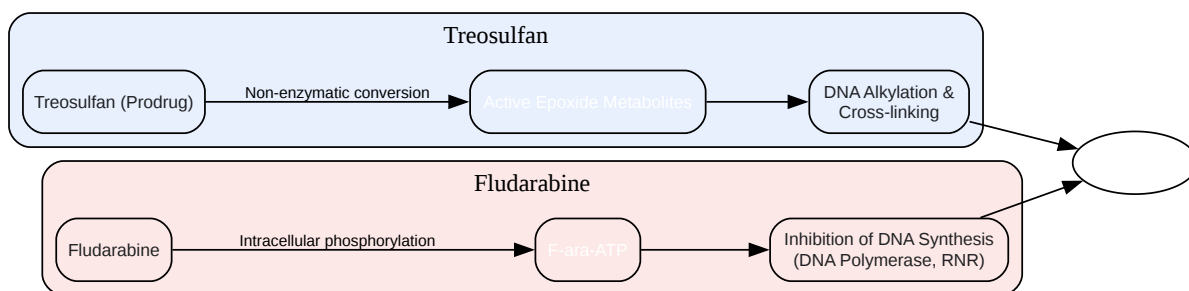 Treosulfan
Treosulfan (Prodrug)
Non-enzymatic conversion
Active Epoxide Metabolites
DNA Alkylation &
Cross-linking
Fludarabine
Fludarabine
Intracellular phosphorylation
F-ara-ATP
Inhibition of DNA Synthesis
(DNA Polymerase, RNR)